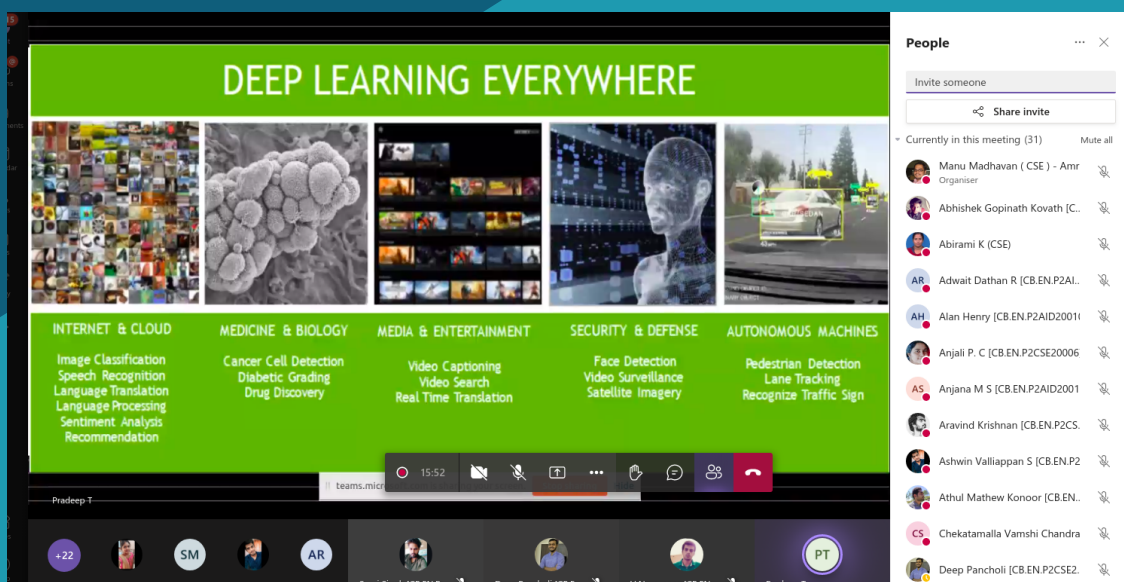 DEEP LEARNING EVERYWHERE
INTERNET & CLOUD
Image Classification
Speech Recognition
Language Translation
Language Processing
Sentiment Analysis
Recommendation
MEDICINE & BIOLOGY
Cancer Cell Detection
Diabetic Grading
Drug Discovery
MEDIA & ENTERTAINMENT
Video Captioning
Video Search
Real Time Translation
SECURITY & DEFENSE
Face Detection
Video Surveillance
Satellite Imagery
AUTONOMOUS MACHINES
Pedestrian Detection
Lane Tracking
Recognize Traffic Sign
15:52
Pradeep T
+22
SM
AR
PT
People
Invite someone
Share invite
Currently in this meeting (31)
Mute all
Manu Madhavan ( CSE ) - Amr
Organiser
Abhishek Gopinath Kovath [C..
Abirami K (CSE)
AR
Adwait Dathan R [CB.EN.P2AI..
AH
Alan Henry [CB.EN.P2AID2001(
Anjali P. C [CB.EN.P2CSE20006
AS
Anjana M S [CB.EN.P2AID2001
Aravind Krishnan [CB.EN.P2CS.
Ashwin Valliappan S [CB.EN.P2
Athul Mathew Konoor [CB.EN..
CS
Chekatamalla Vamshi Chandra
Deep Pancholi [CB.EN.P2CSE2.